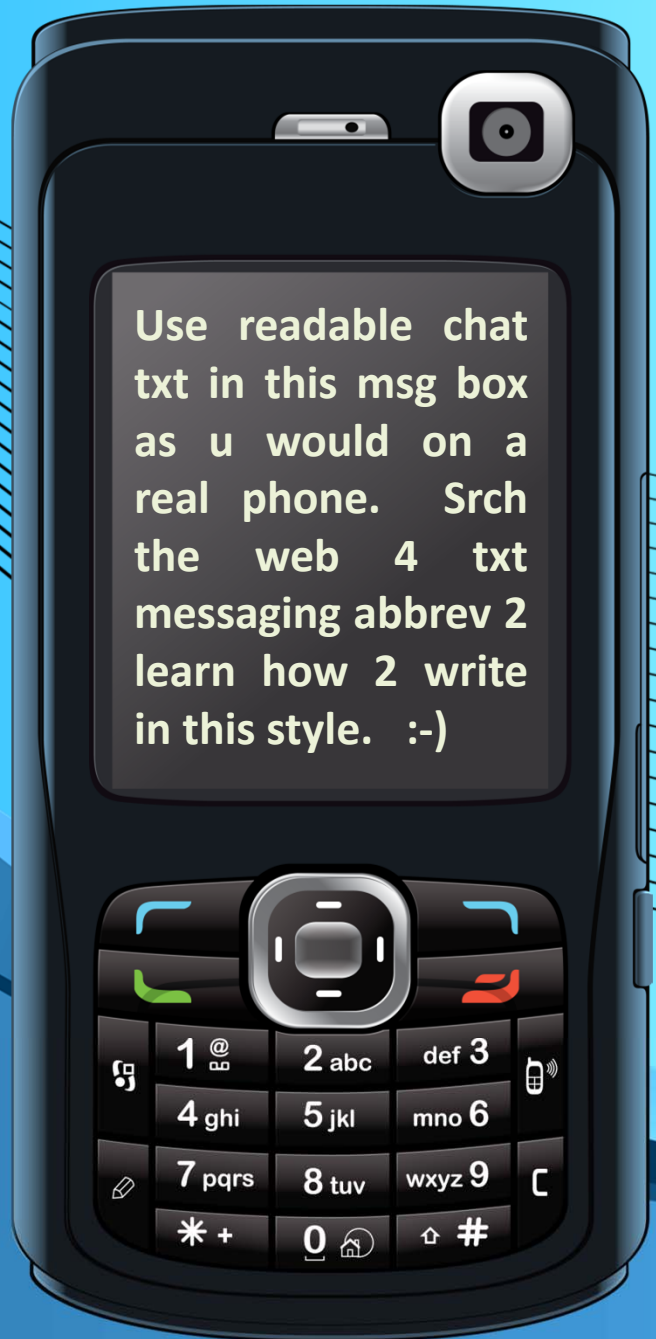 Use readable chat
txt in this msg box
as u would on a
real phone. Srch
the web 4 txt
messaging abbrev 2
learn how 2 write
in this style. :-)
1 @
2 abc
def 3
4 ghi
5 jkl
mno 6
7 pqrs
8 tuv
wxyz 9
C
* +
0
#